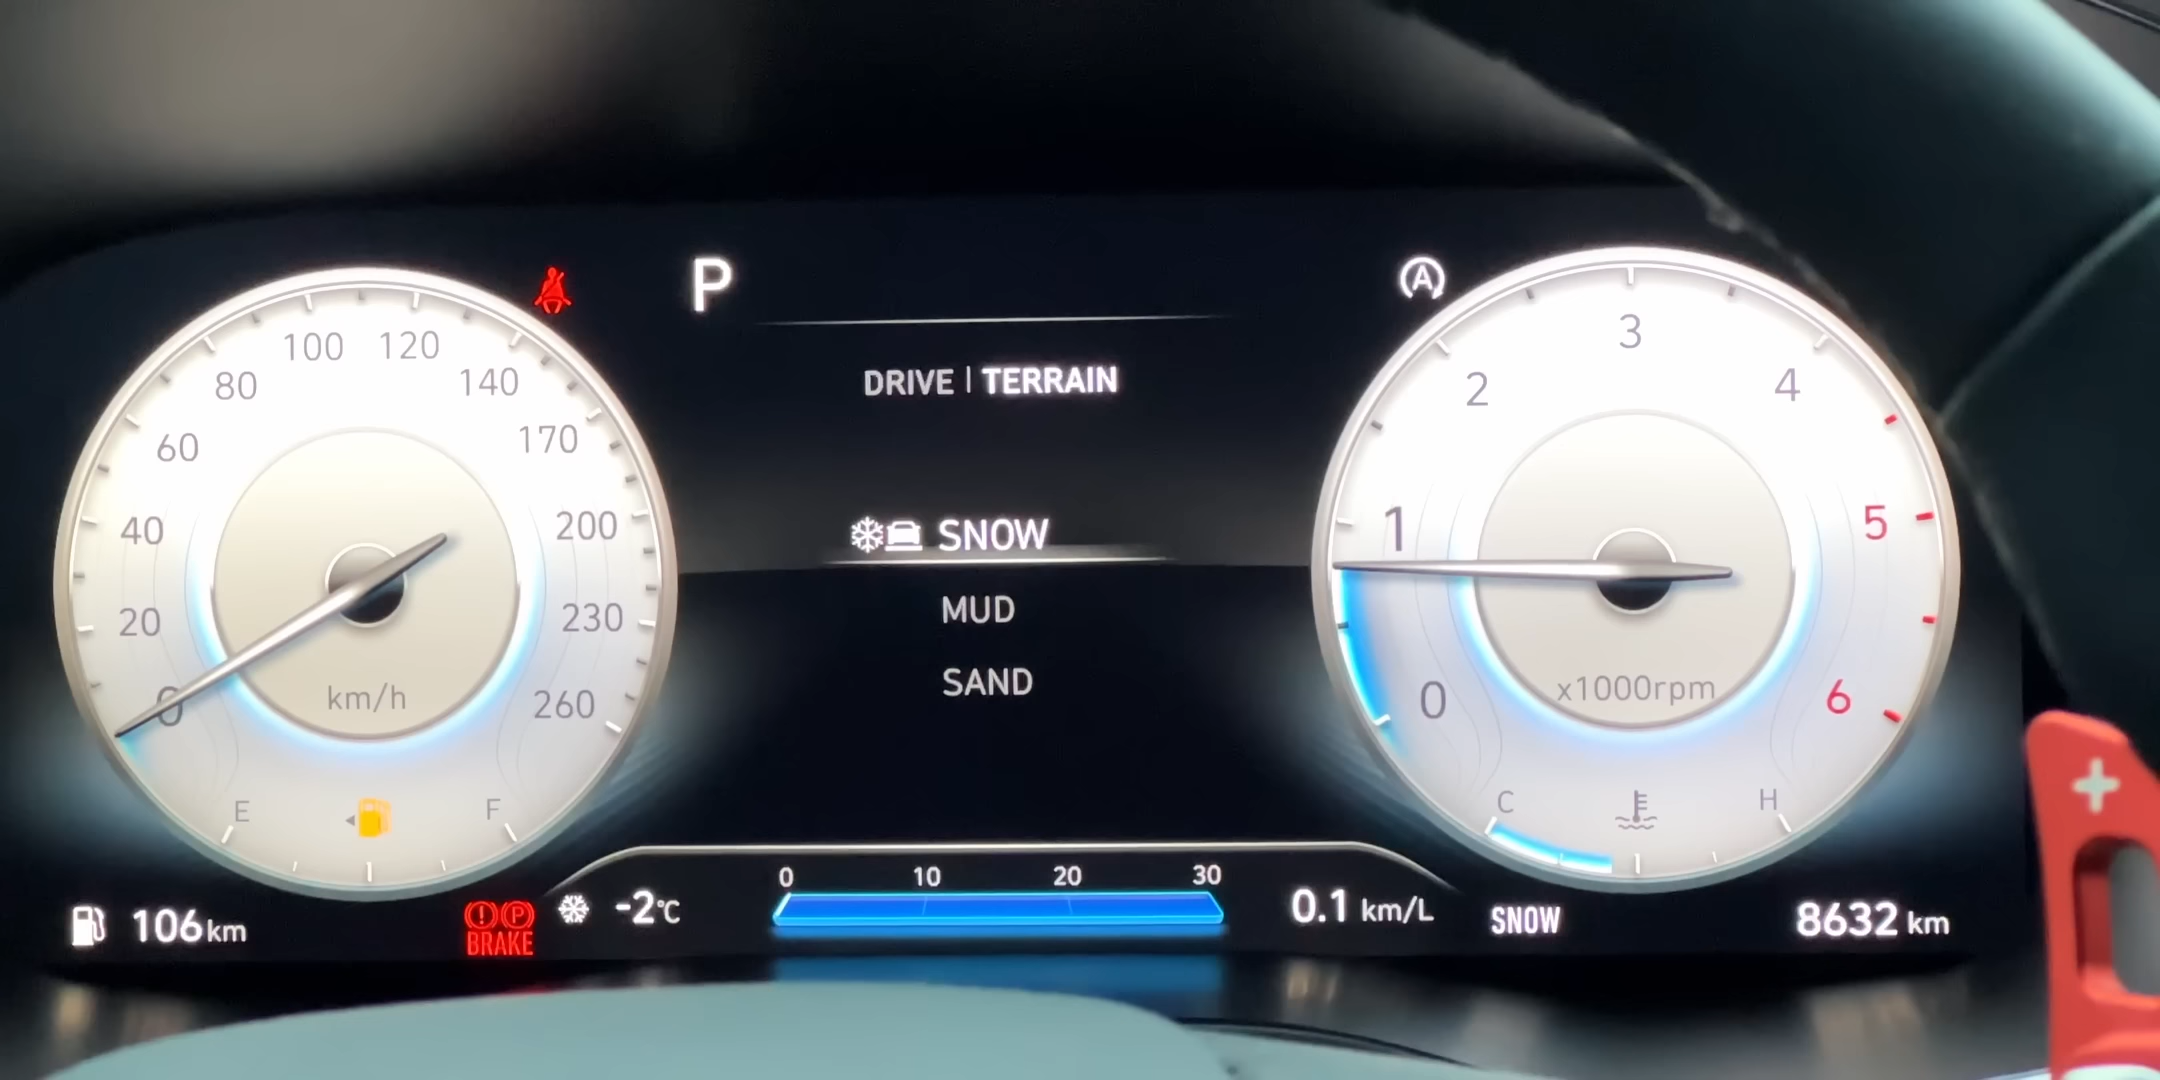 P
A
DRIVE | TERRAIN
SNOW
MUD
SAND
0
20
40
60
80
100
120
140
170
200
230
260
km/h
E
F
0
1
2
3
4
5
6
x1000rpm
C
H
106 km
! P
BRAKE
-2°C
0 10 20 30
0.1 km/L
SNOW
8632 km
+